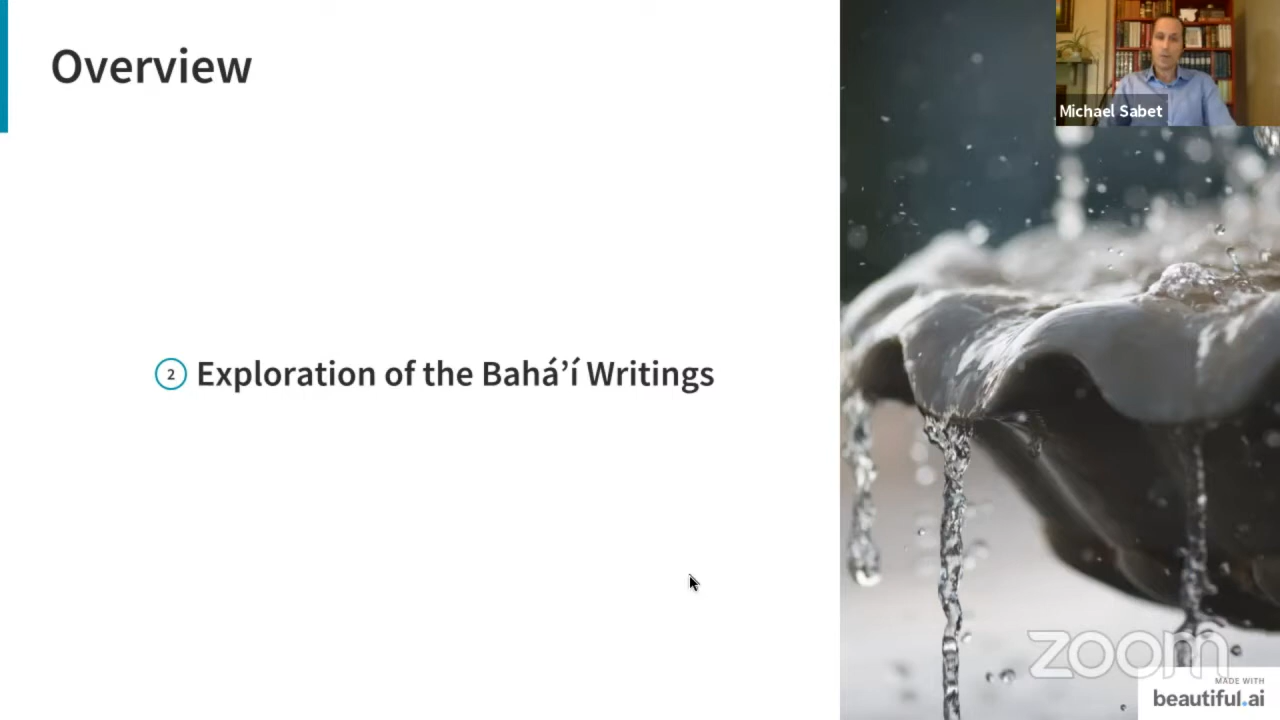 Overview
Michael Sabet
2 Exploration of the Bahá’í Writings
zoom
MADE WITH
beautiful.ai